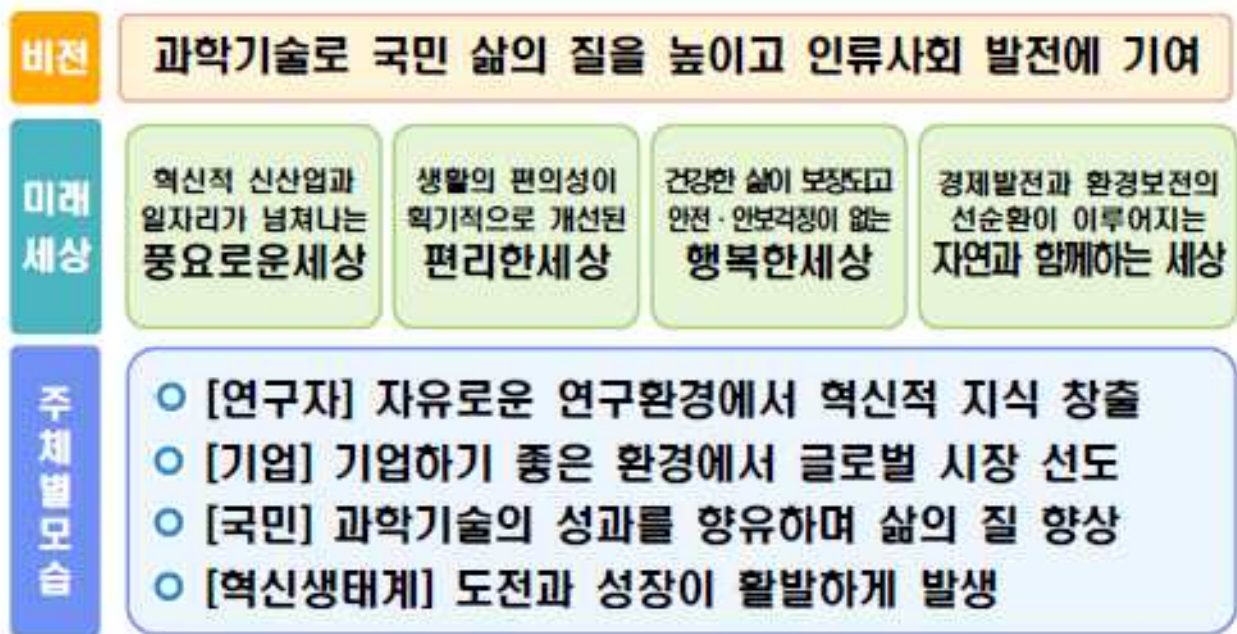 비전
과학기술로 국민 삶의 질을 높이고 인류사회 발전에 기여
미래
세상
혁신적 신산업과
일자리가 넘쳐나는
풍요로운세상
생활의 편의성이
획기적으로 개선된
편리한세상
건강한 삶이 보장되고
안전·안보걱정이 없는
행복한세상
경제발전과 환경보전의
선순환이 이루어지는
자연과 함께하는 세상
주
체
별
모
습
[연구자] 자유로운 연구환경에서 혁신적 지식 창출
[기업] 기업하기 좋은 환경에서 글로벌 시장 선도
[국민] 과학기술의 성과를 향유하며 삶의 질 향상
[혁신생태계] 도전과 성장이 활발하게 발생